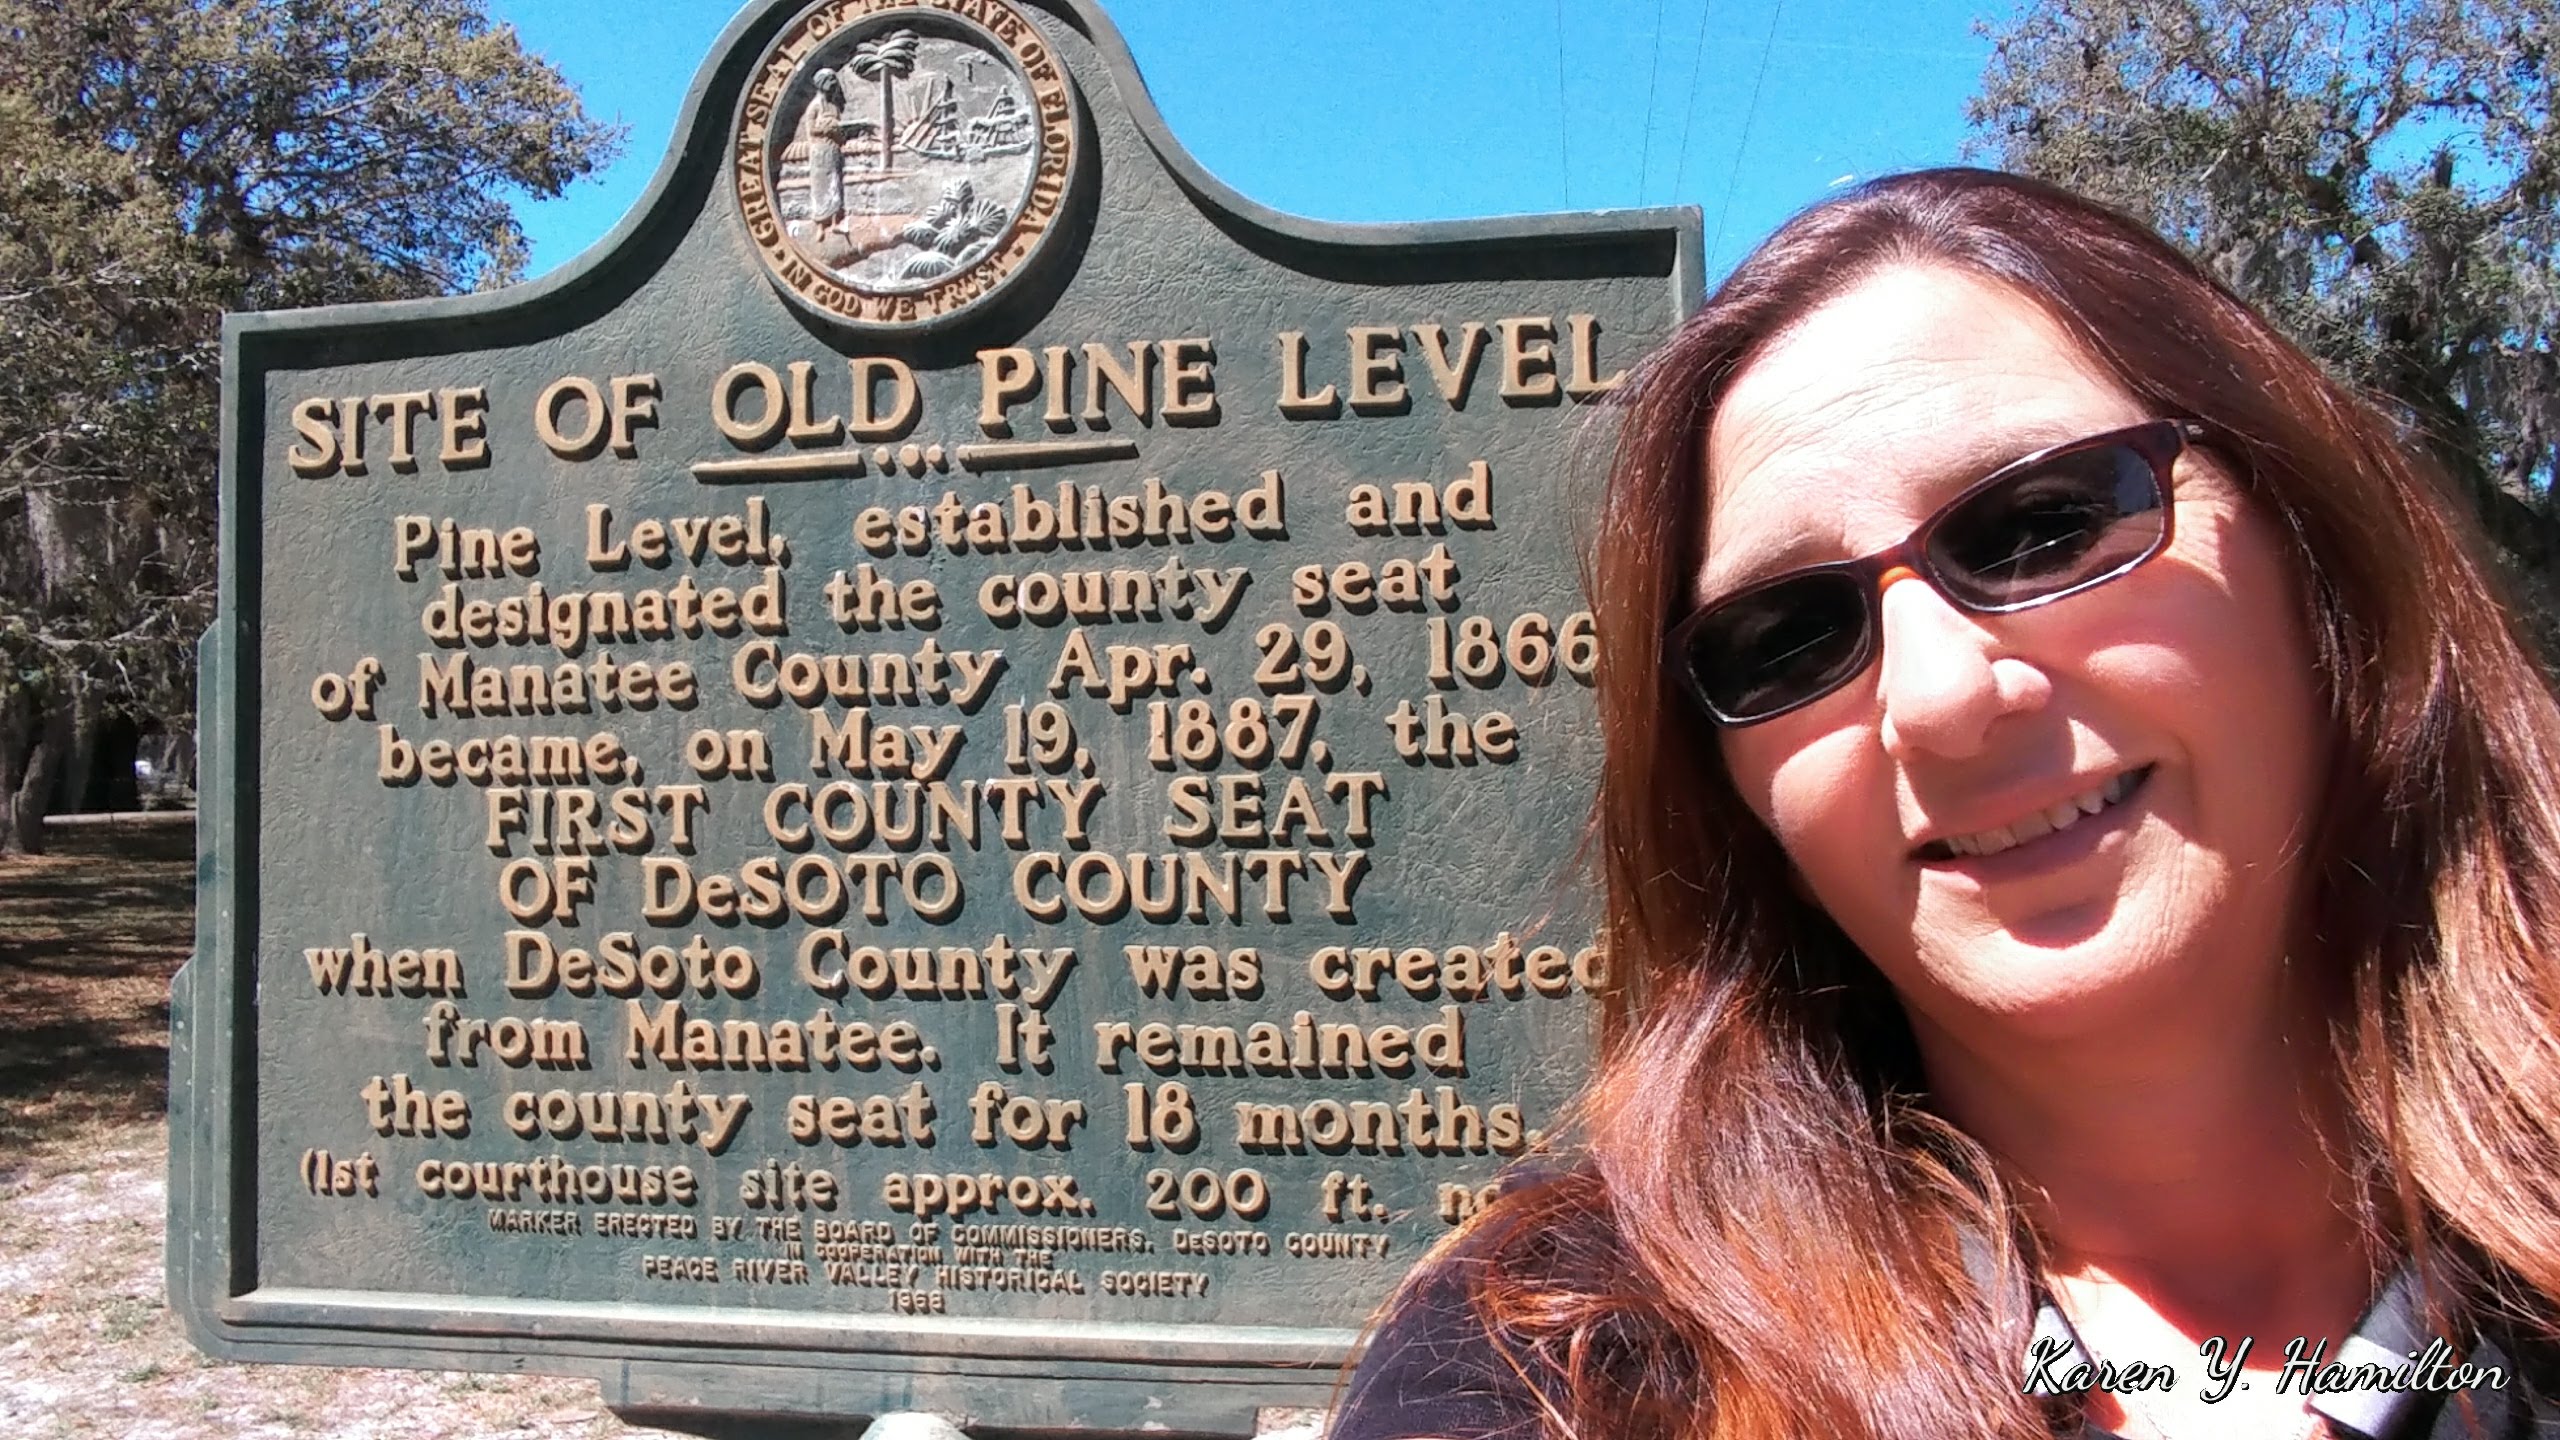 GREAT SEAL OF THE STATE OF FLORIDA
IN GOD WE TRUST
SITE OF OLD PINE LEVEL
Pine Level, established and
designated the county seat
of Manatee County Apr. 29, 1866
became, on May 19, 1887, the
FIRST COUNTY SEAT
OF DeSOTO COUNTY
when DeSoto County was created
from Manatee. It remained
the county seat for 18 months.
(1st courthouse site approx. 200 ft.
MARKER ERECTED BY THE BOARD OF COMMISSIONERS, DeSOTO COUNTY
IN COOPERATION WITH THE
PEACE RIVER VALLEY HISTORICAL SOCIETY
1968
Karen Y. Hamilton